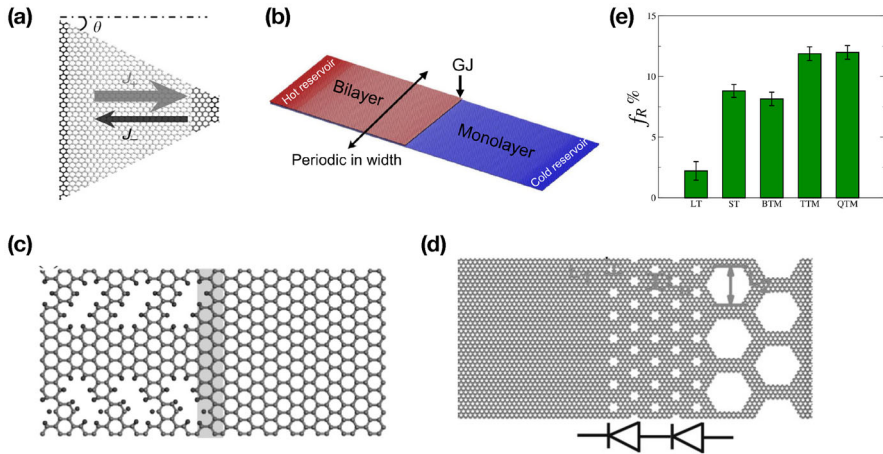 (a)
θ
J₊
J₋
(b)
GJ
Hot reservoir
Bilayer
Monolayer
Cold reservoir
Periodic in width
(e)
f_R %
15
10
5
0
LT ST BTM TTM QTM
(c)
(d)